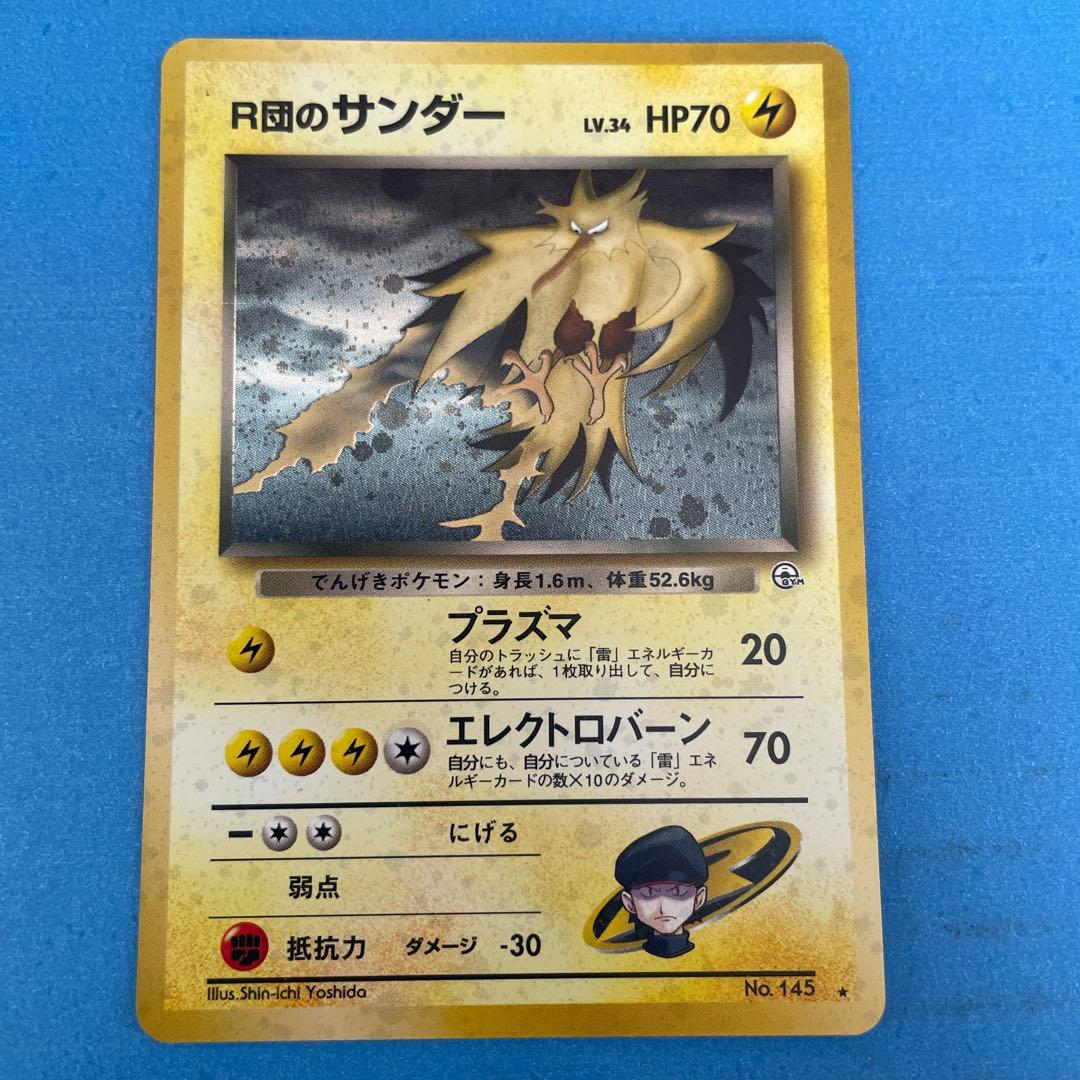 R団のサンダー LV.34 HP70
でんげきポケモン：身長1.6m、体重52.6kg
GYM
プラズマ 20
自分のトラッシュに「雷」エネルギーカ
ードがあれば、1枚取り出して、自分に
つける。
エレクトロバーン 70
自分にも、自分についている「雷」エネ
ルギーカードの数×10のダメージ。
にげる
弱点
抵抗力 ダメージ -30
Illus.Shin-ichi Yoshida
No. 145 ★